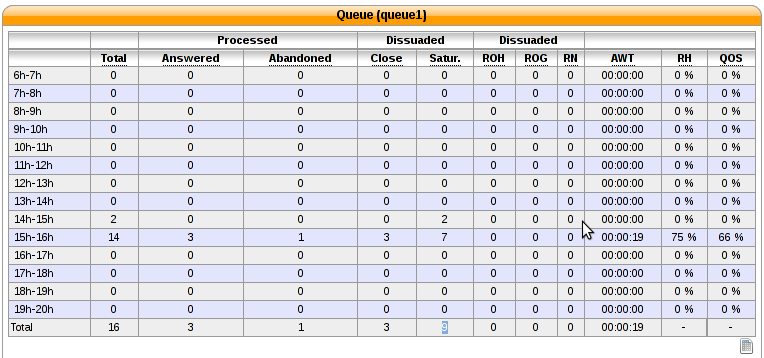 Queue (queue1)
Processed Dissuaded Dissuaded
Total Answered Abandoned Close Satur. ROH ROG RN AWT RH QOS
6h-7h 0 0 0 0 0 0 0 0 00:00:00 0 % 0 %
7h-8h 0 0 0 0 0 0 0 0 00:00:00 0 % 0 %
8h-9h 0 0 0 0 0 0 0 0 00:00:00 0 % 0 %
9h-10h 0 0 0 0 0 0 0 0 00:00:00 0 % 0 %
10h-11h 0 0 0 0 0 0 0 0 00:00:00 0 % 0 %
11h-12h 0 0 0 0 0 0 0 0 00:00:00 0 % 0 %
12h-13h 0 0 0 0 0 0 0 0 00:00:00 0 % 0 %
13h-14h 0 0 0 0 0 0 0 0 00:00:00 0 % 0 %
14h-15h 2 0 0 0 2 0 0 0 00:00:00 0 % 0 %
15h-16h 14 3 1 3 7 0 0 0 00:00:19 75 % 66 %
16h-17h 0 0 0 0 0 0 0 0 00:00:00 0 % 0 %
17h-18h 0 0 0 0 0 0 0 0 00:00:00 0 % 0 %
18h-19h 0 0 0 0 0 0 0 0 00:00:00 0 % 0 %
19h-20h 0 0 0 0 0 0 0 0 00:00:00 0 % 0 %
Total 16 3 1 3 9 0 0 0 00:00:19 - -